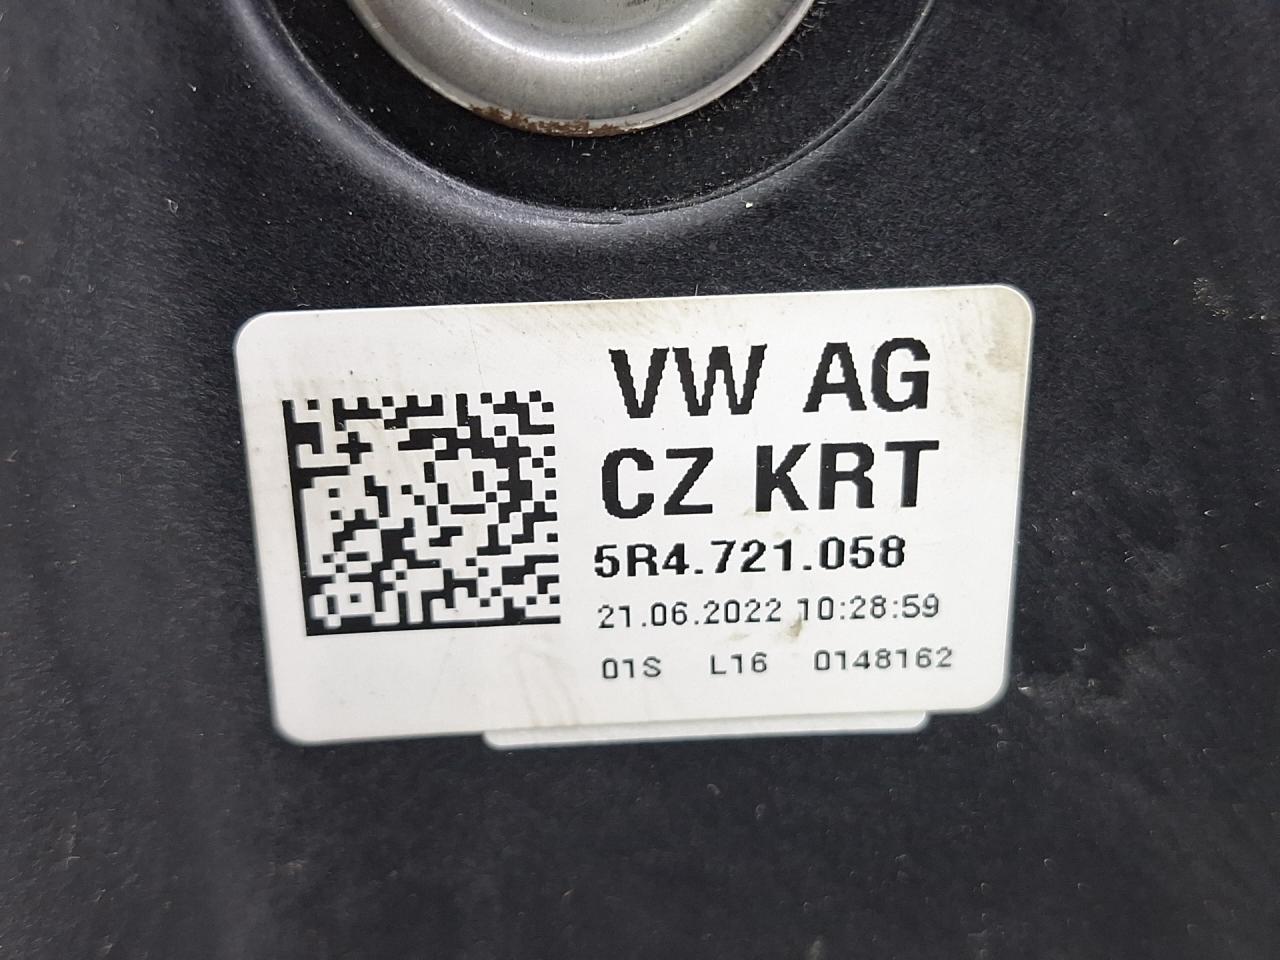 VW AG
CZ KRT
5R4.721.058
21.06.2022 10:28:59
01S L16 0148162